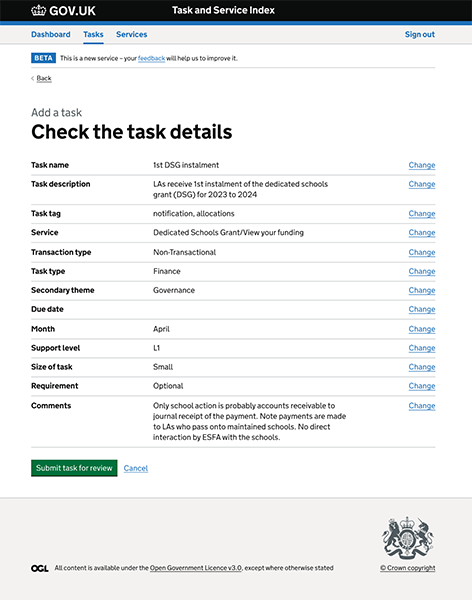 GOV.UK Task and Service Index
Dashboard Tasks Services Sign out
BETA This is a new service – your feedback will help us to improve it.
Back
Add a task
Check the task details
Task name 1st DSG instalment Change
Task description LAs receive 1st instalment of the dedicated schools Change
grant (DSG) for 2023 to 2024
Task tag notification, allocations Change
Service Dedicated Schools Grant/View your funding Change
Transaction type Non-Transactional Change
Task type Finance Change
Secondary theme Governance Change
Due date Change
Month April Change
Support level L1 Change
Size of task Small Change
Requirement Optional Change
Comments Only school action is probably accounts receivable to Change
journal receipt of the payment. Note payments are made
to LAs who pass onto maintained schools. No direct
interaction by ESFA with the schools.
Submit task for review Cancel
OGL All content is available under the Open Government Licence v3.0, except where otherwise stated © Crown copyright